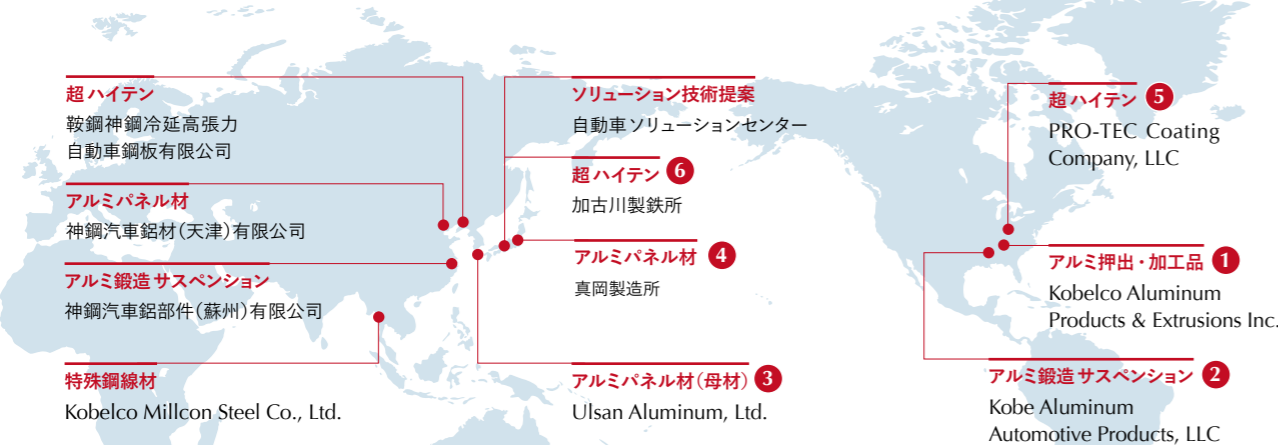 超ハイテン
鞍鋼神鋼冷延高張力
自動車鋼板有限公司
アルミパネル材
神鋼汽車鋁材(天津)有限公司
アルミ鍛造サスペンション
神鋼汽車鋁部件(蘇州)有限公司
特殊鋼線材
Kobelco Millcon Steel Co., Ltd.
ソリューション技術提案
自動車ソリューションセンター
超ハイテン 6
加古川製鉄所
アルミパネル材 4
真岡製造所
アルミパネル材(母材) 3
Ulsan Aluminum, Ltd.
超ハイテン 5
PRO-TEC Coating
Company, LLC
アルミ押出・加工品 1
Kobelco Aluminum
Products & Extrusions Inc.
アルミ鍛造サスペンション 2
Kobe Aluminum
Automotive Products, LLC